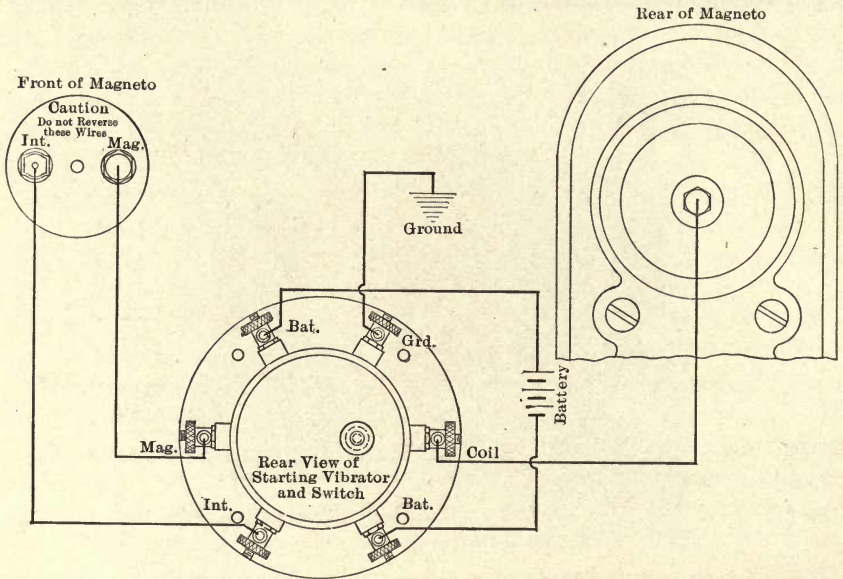 Rear of Magneto
Front of Magneto
Caution
Do not Reverse
these Wires
Int.
Mag.
Ground
Bat.
Grd.
Battery
Mag.
Coil
Rear View of
Starting Vibrator
and Switch
Int.
Bat.